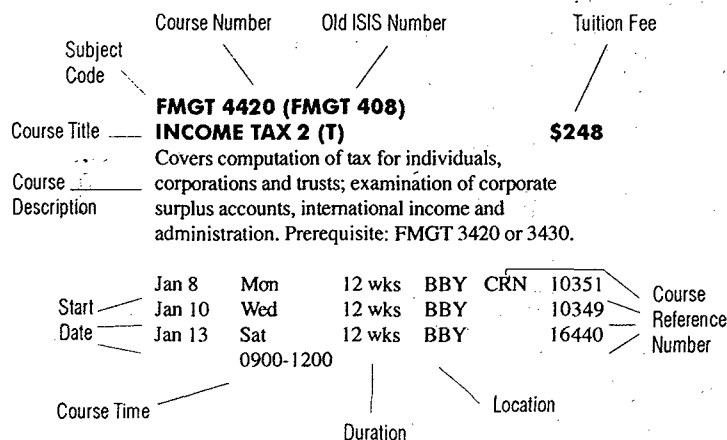 Course Number Old ISIS Number Tuition Fee
Subject
Code
FMGT 4420 (FMGT 408)
Course Title INCOME TAX 2 (T) $248
Covers computation of tax for individuals,
Course corporations and trusts; examination of corporate
Description surplus accounts, international income and
administration. Prerequisite: FMGT 3420 or 3430.
Jan 8 Mon 12 wks BBY CRN 10351 Course
Start Jan 10 Wed 12 wks BBY 10349 Reference
Date Jan 13 Sat 12 wks BBY 16440 Number
0900-1200
Course Time Location
Duration